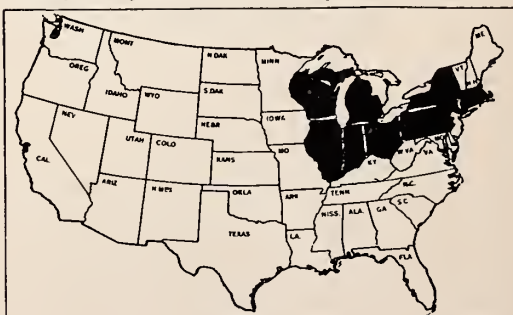 WASH
MONT
N.DAK
MINN
ME
VT
OREG
IDAHO
WYO
S.DAK
NEBR
IOWA
NEV
UTAH
COLO
KANS
MO
KY
W.VA
VA
CAL
ARIZ
N MEX
OKLA
ARK
TENN
N.C.
S.C.
MISS.
ALA.
GA
TEXAS
LA.
FLA